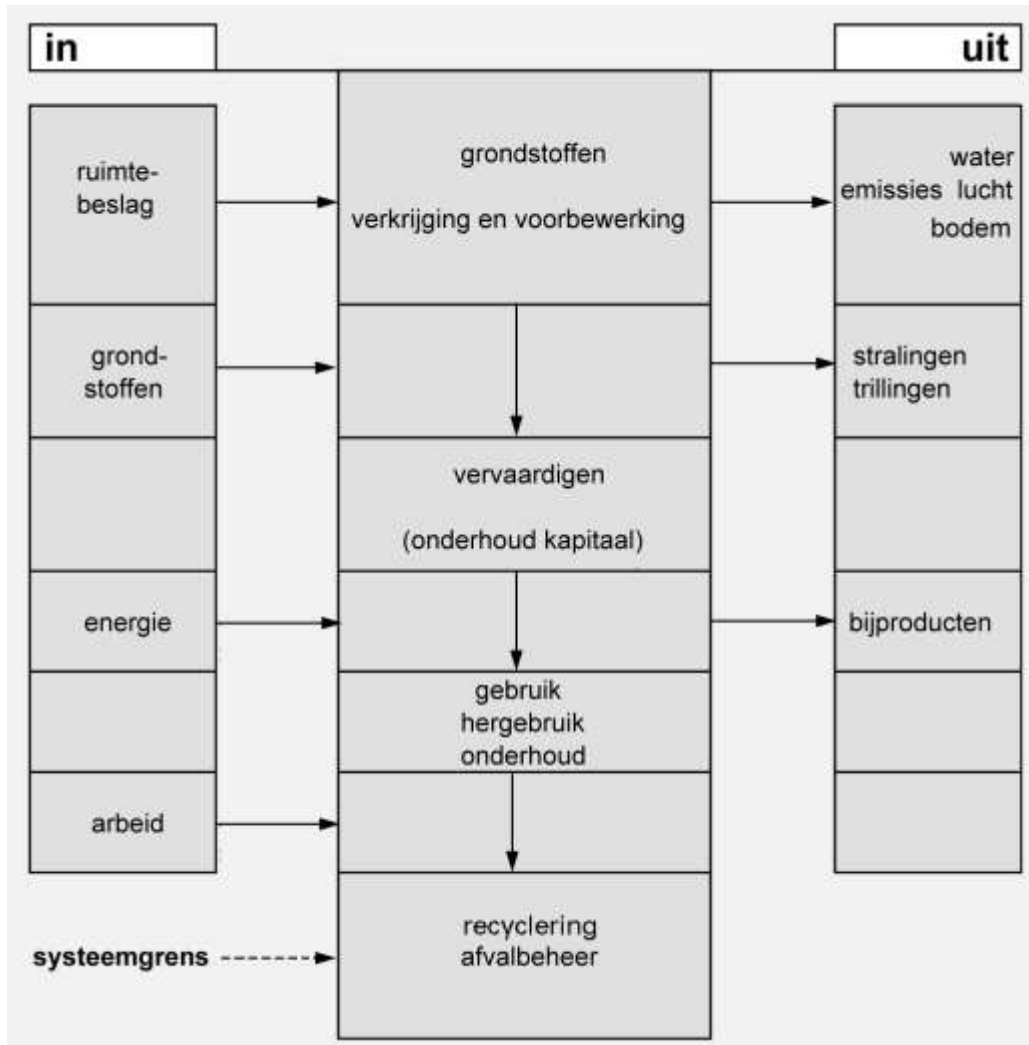 in
uit
ruimte-
beslag
grondstoffen
verkrijging en voorbewerking
water
emissies lucht
bodem
grond-
stoffen
stralingen
trillingen
vervaardigen
(onderhoud kapitaal)
energie
bijproducten
gebruik
hergebruik
onderhoud
arbeid
recyclering
afvalbeheer
systeemgrens